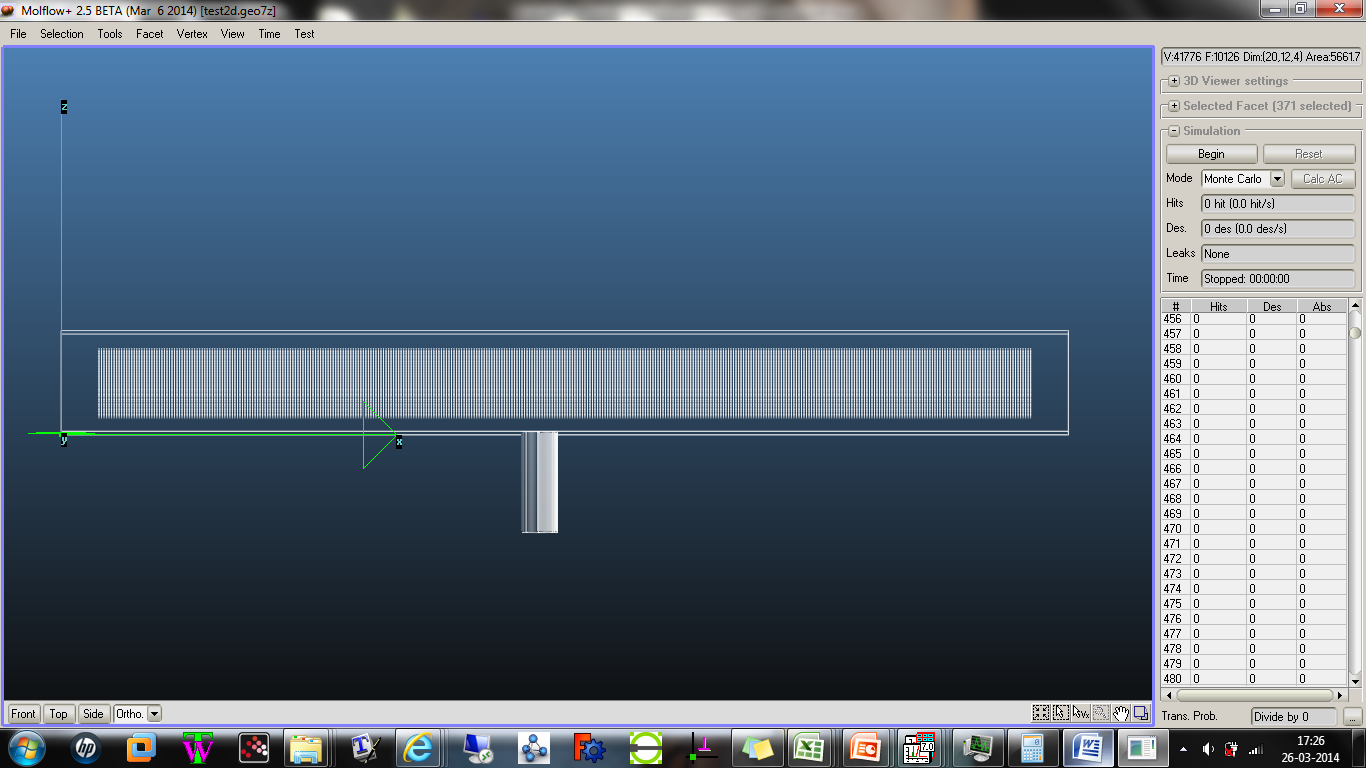 Molflow+ 2.5 BETA (Mar 6 2014) [test2d.geo7z]
File Selection Tools Facet Vertex View Time Test
V:41776 F:10126 Dim:(20,12,4) Area:5661.7
3D Viewer settings
Selected Facet (371 selected)
Simulation
Begin Reset
Mode Monte Carlo Calc AC
Hits 0 hit (0.0 hit/s)
Des. 0 des (0.0 des/s)
Leaks None
Time Stopped: 00:00:00
# Hits Des Abs
456 0 0 0
457 0 0 0
458 0 0 0
459 0 0 0
460 0 0 0
461 0 0 0
462 0 0 0
463 0 0 0
464 0 0 0
465 0 0 0
466 0 0 0
467 0 0 0
468 0 0 0
469 0 0 0
470 0 0 0
471 0 0 0
472 0 0 0
473 0 0 0
474 0 0 0
475 0 0 0
476 0 0 0
477 0 0 0
478 0 0 0
479 0 0 0
480 0 0 0
z
y
x
Front Top Side Ortho.
Trans. Prob. Divide by 0 ...
hp
17:26
26-03-2014